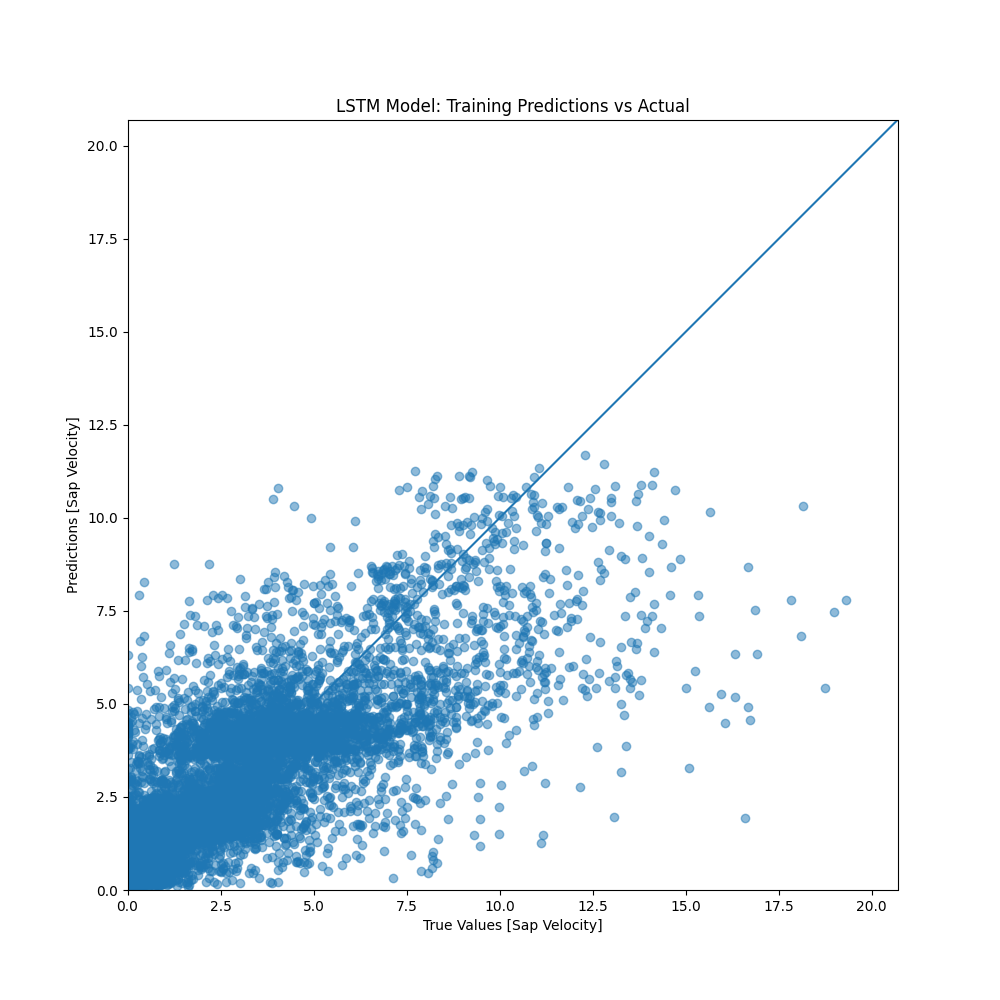 LSTM Model: Training Predictions vs Actual
20.0
17.5
15.0
12.5
10.0
7.5
5.0
2.5
0.0
Predictions [Sap Velocity]
0.0 2.5 5.0 7.5 10.0 12.5 15.0 17.5 20.0
True Values [Sap Velocity]